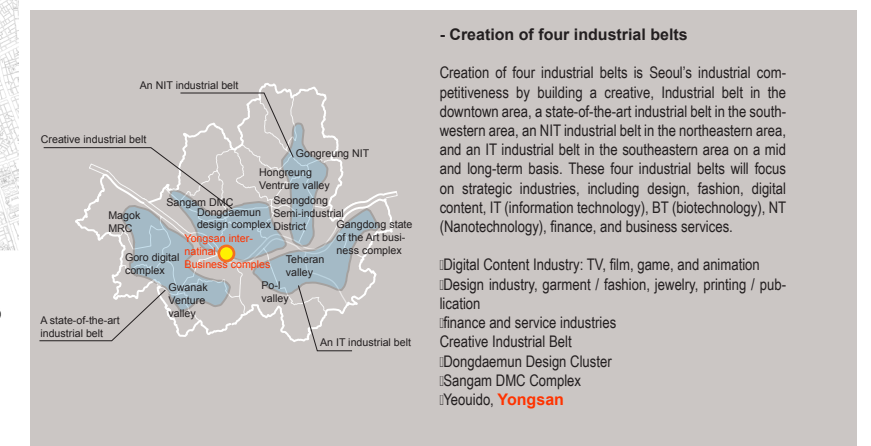 - Creation of four industrial belts
Creation of four industrial belts is Seoul's industrial com-
petitiveness by building a creative, Industrial belt in the
downtown area, a state-of-the-art industrial belt in the south-
western area, an NIT industrial belt in the northeastern area,
and an IT industrial belt in the southeastern area on a mid
and long-term basis. These four industrial belts will focus
on strategic industries, including design, fashion, digital
content, IT (information technology), BT (biotechnology), NT
(Nanotechnology), finance, and business services.
Digital Content Industry: TV, film, game, and animation
Design industry, garment / fashion, jewelry, printing / pub-
lication
finance and service industries
Creative Industrial Belt
Dongdaemun Design Cluster
Sangam DMC Complex
Yeouido, Yongsan
An NIT industrial belt
Creative industrial belt
Gongreung NIT
Hongreung
Ventrure valley
Sangam DMC
Dongdaemun
design complex
Seongdong
Semi-industrial
District
Magok
MRC
Gangdong state
of the Art busi-
ness complex
Yongsan inter-
natinal
Business comples
Goro digital
complex
Teheran
valley
Gwanak
Venture
valley
Po-I
valley
A state-of-the-art
industrial belt
An IT industrial belt